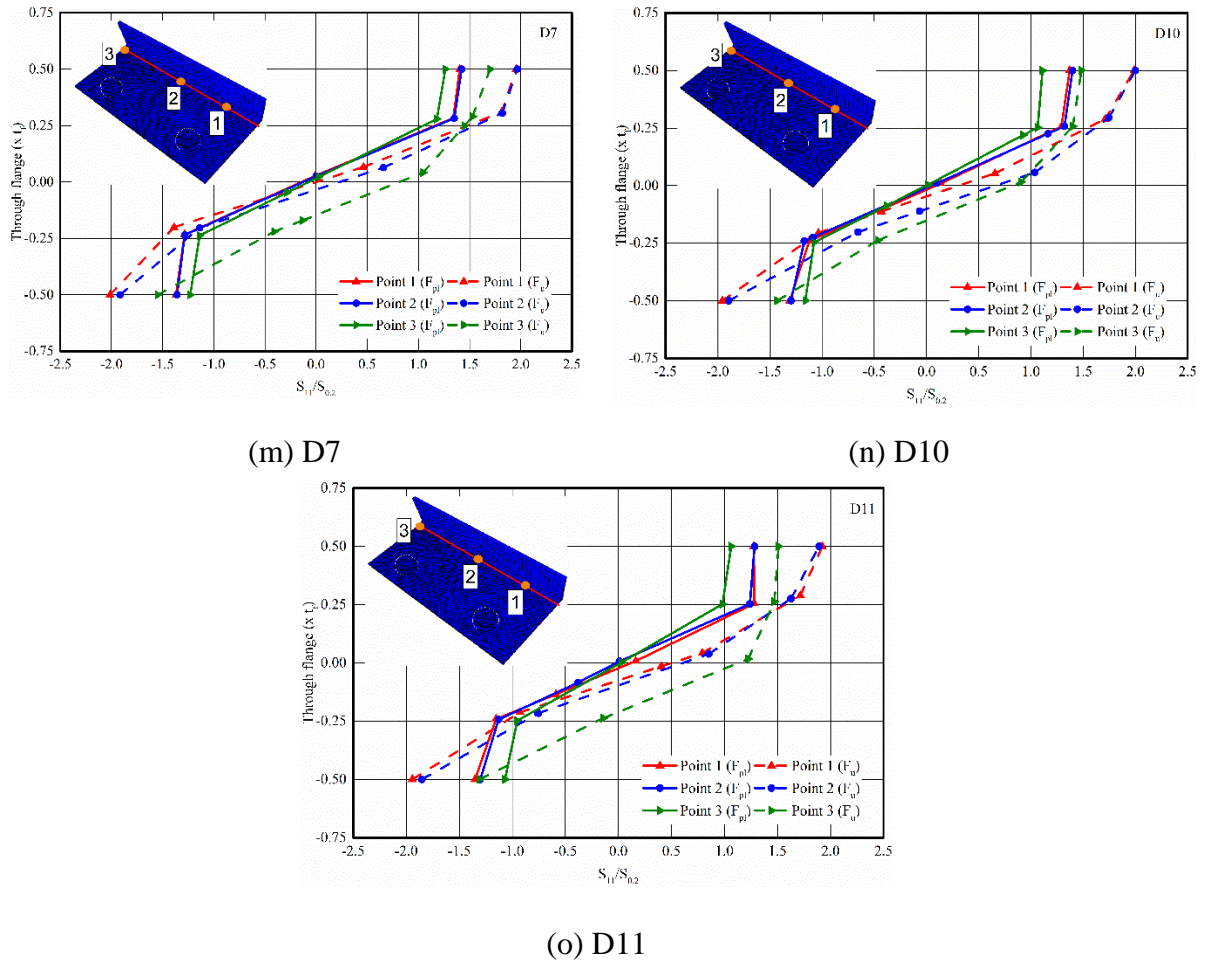 0.75
D7
3
0.50
2
0.25
1
0.00
Through flange (x tf)
-0.25
Point 1 (Fpl) Point 1 (Fu)
Point 2 (Fpl) Point 2 (Fu)
-0.50
Point 3 (Fpl) Point 3 (Fu)
-0.75
-2.5 -2.0 -1.5 -1.0 -0.5 0.0 0.5 1.0 1.5 2.0 2.5
S11/S0.2
(m) D7
0.75
D10
3
0.50
2
0.25
1
0.00
Through flange (x tf)
-0.25
Point 1 (Fpl) Point 1 (Fu)
Point 2 (Fpl) Point 2 (Fu)
-0.50
Point 3 (Fpl) Point 3 (Fu)
-0.75
-2.5 -2.0 -1.5 -1.0 -0.5 0.0 0.5 1.0 1.5 2.0 2.5
S11/S0.2
(n) D10
0.75
D11
3
0.50
2
0.25
1
0.00
Through flange (x tf)
-0.25
Point 1 (Fpl) Point 1 (Fu)
Point 2 (Fpl) Point 2 (Fu)
-0.50
Point 3 (Fpl) Point 3 (Fu)
-0.75
-2.5 -2.0 -1.5 -1.0 -0.5 0.0 0.5 1.0 1.5 2.0 2.5
S11/S0.2
(o) D11